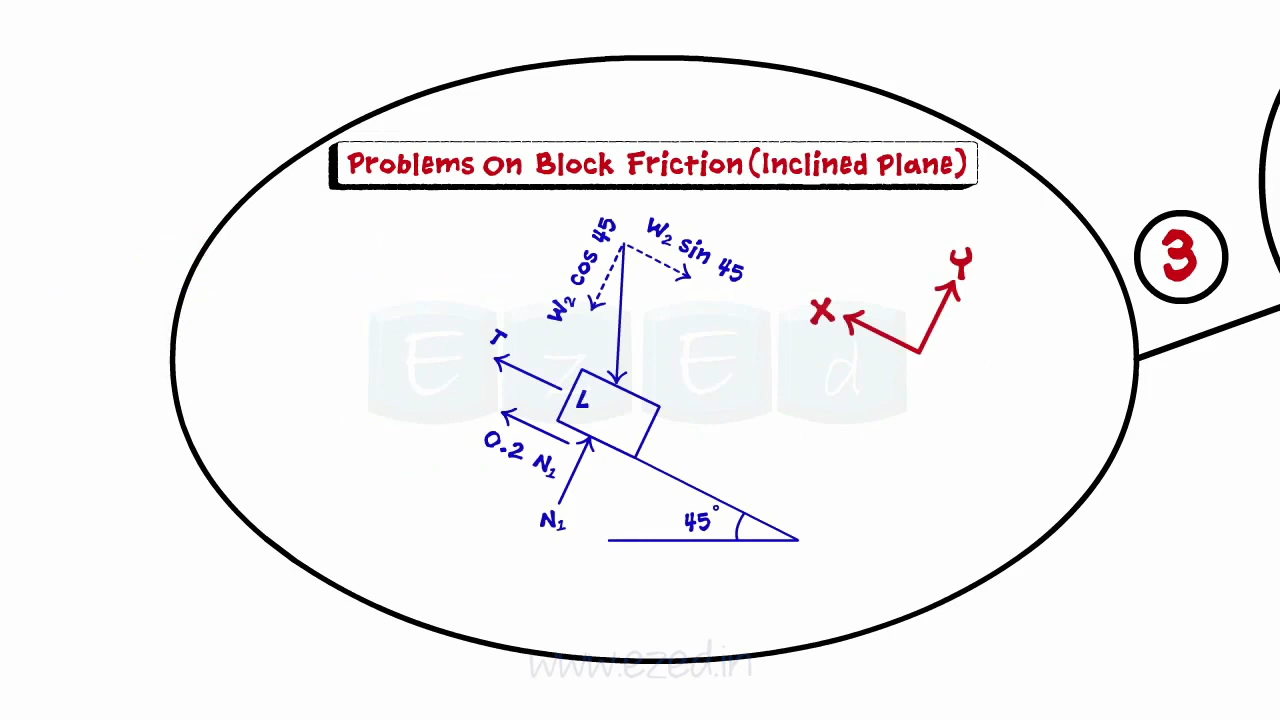 Problems On Block Friction (Inclined Plane)
3
W₂ cos 45
W₂ sin 45
Y
X
T
L
0.2 N₁
N₁
45°
E z E d
www.ezed.in